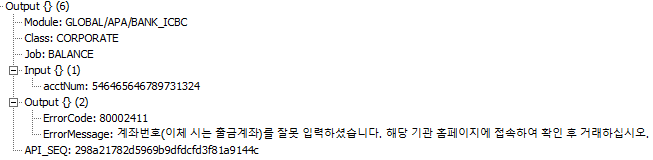 Output {} (6)
Module: GLOBAL/APA/BANK_ICBC
Class: CORPORATE
Job: BALANCE
Input {} (1)
acctNum: 546465646789731324
Output {} (2)
ErrorCode: 80002411
ErrorMessage: 계좌번호(이체 시는 출금계좌)를 잘못 입력하셨습니다. 해당 기관 홈페이지에 접속하여 확인 후 거래하십시오.
API_SEQ: 298a21782d5969b9dfdcfd3f81a9144c